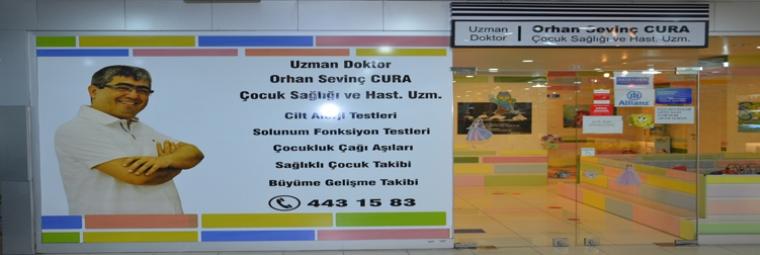 Uzman Doktor
Orhan Sevinç CURA
Çocuk Sağlığı ve Hast. Uzm.
Cilt Alerji Testleri
Solunum Fonksiyon Testleri
Çocukluk Çağı Aşıları
Sağlıklı Çocuk Takibi
Büyüme Gelişme Takibi
443 15 83
Uzman Doktor
Orhan Sevinç CURA
Çocuk Sağlığı ve Hast. Uzm.
Allianz